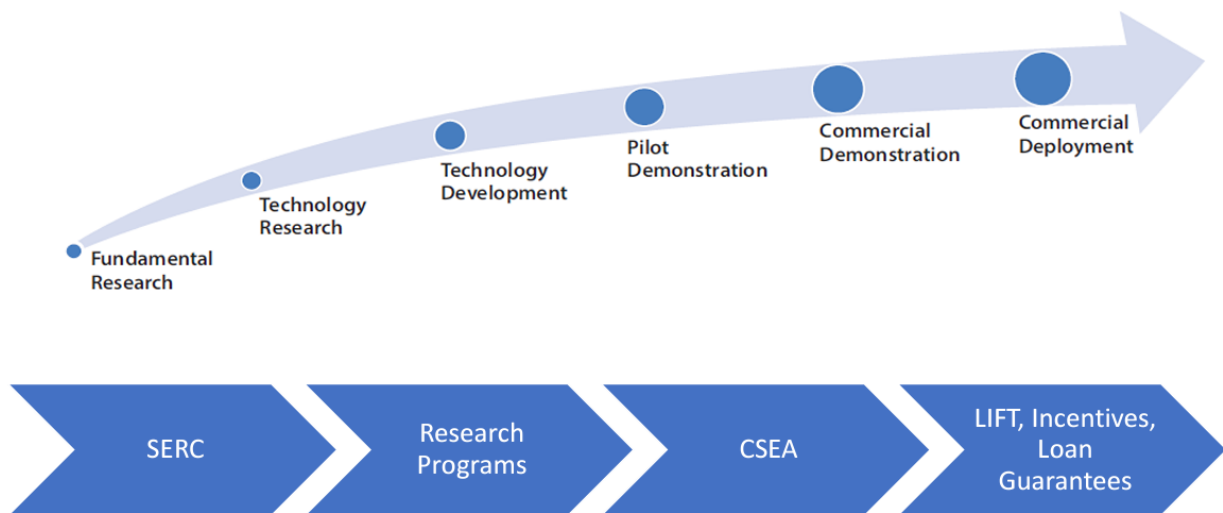 Fundamental
Research
Technology
Research
Technology
Development
Pilot
Demonstration
Commercial
Demonstration
Commercial
Deployment
SERC
Research
Programs
CSEA
LIFT, Incentives,
Loan
Guarantees